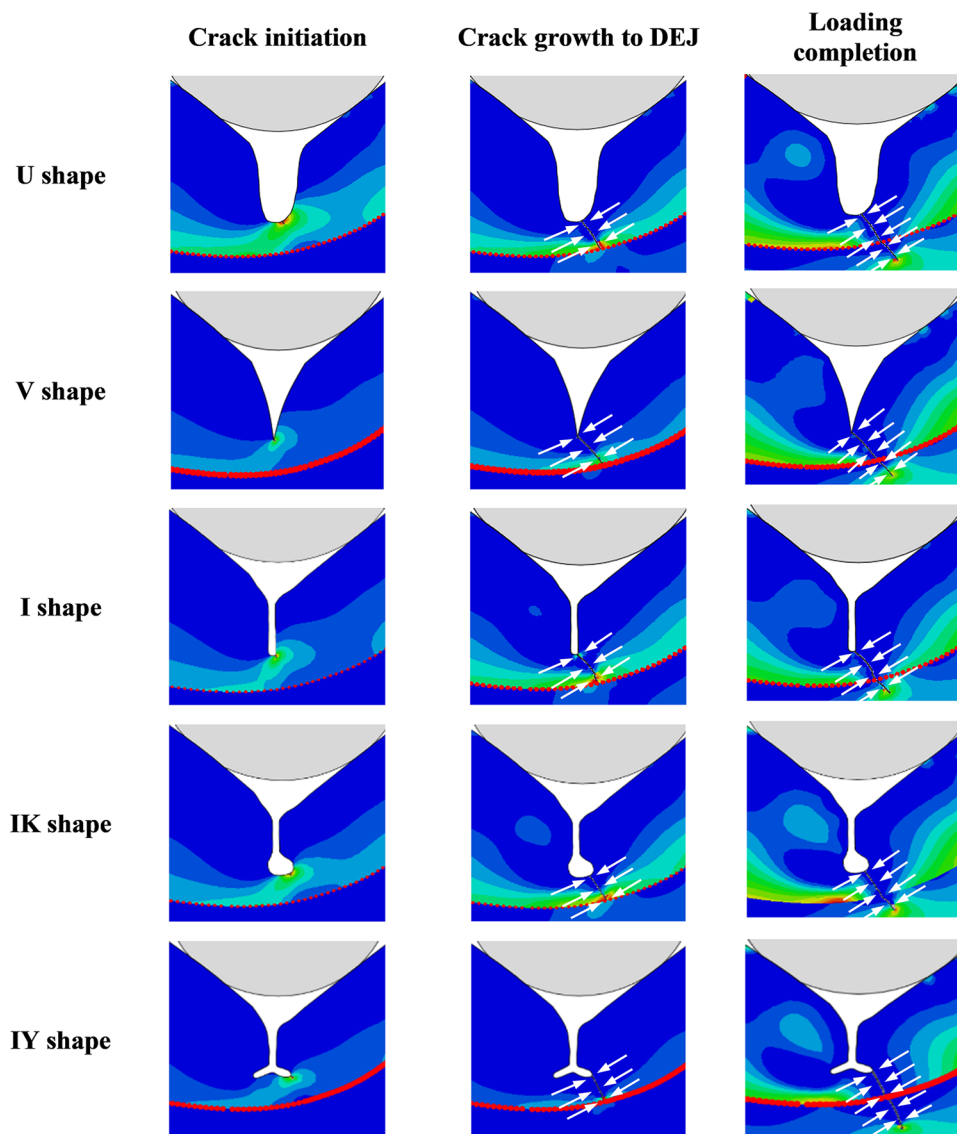 Crack initiation
Crack growth to DEJ
Loading
completion
U shape
V shape
I shape
IK shape
IY shape